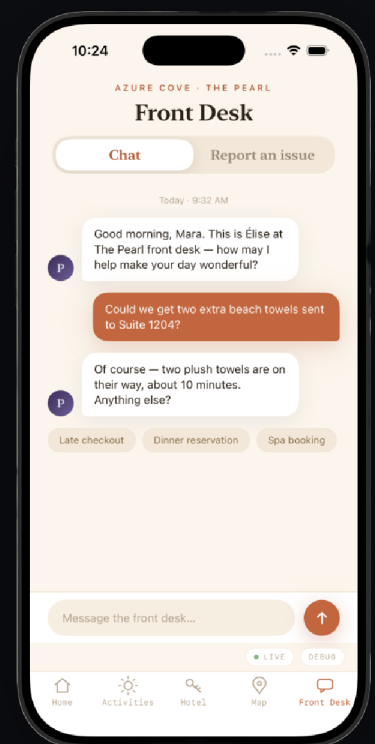 10:24
AZURE COVE · THE PEARL
Front Desk
Chat
Report an issue
Today · 9:32 AM
Good morning, Mara. This is Élise at
The Pearl front desk — how may I
help make your day wonderful?
P
Could we get two extra beach towels sent
to Suite 1204?
Of course — two plush towels are on
their way, about 10 minutes.
Anything else?
P
Late checkout
Dinner reservation
Spa booking
Message the front desk...
LIVE
DEBUG
Home
Activities
Hotel
Map
Front Desk